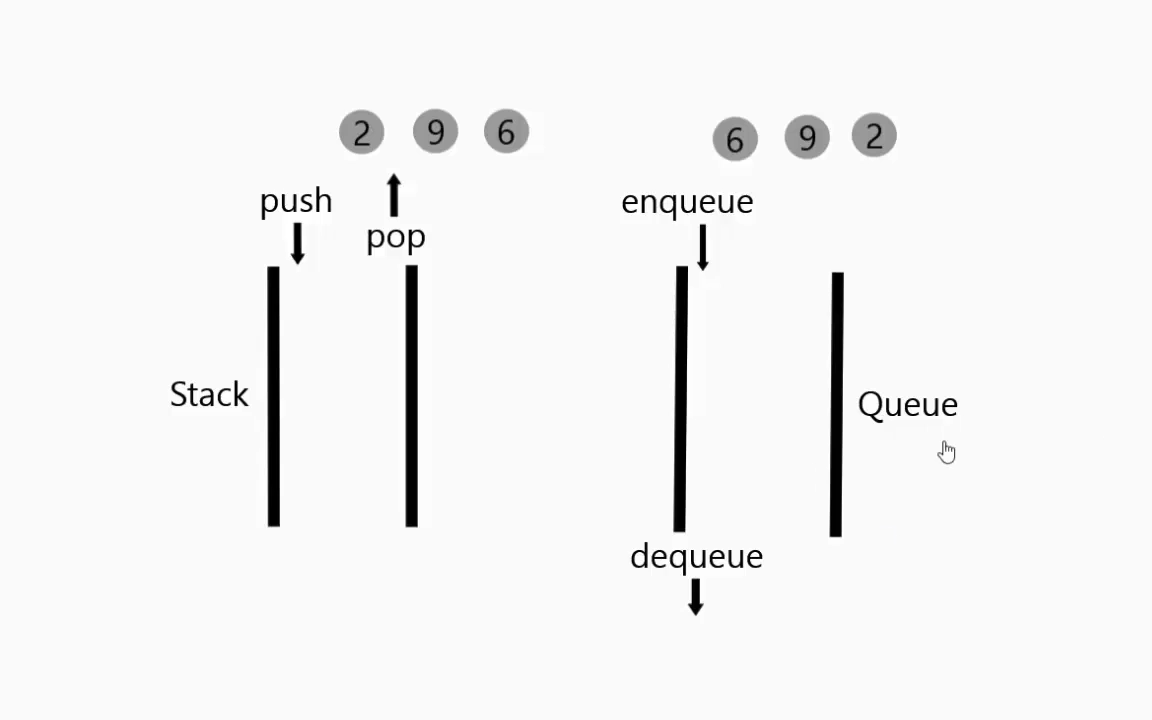 2 9 6
push
pop
Stack
6 9 2
enqueue
Queue
dequeue